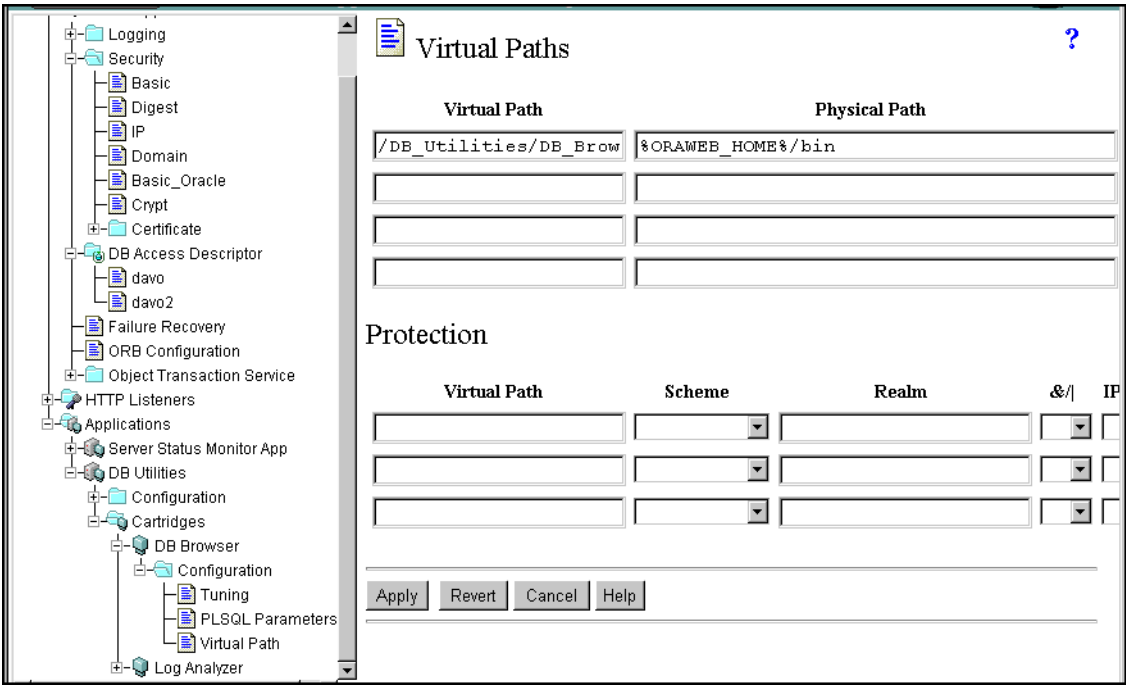 Logging
Security
Basic
Digest
IP
Domain
Basic_Oracle
Crypt
Certificate
DB Access Descriptor
davo
davo2
Failure Recovery
ORB Configuration
Object Transaction Service
HTTP Listeners
Applications
Server Status Monitor App
DB Utilities
Configuration
Cartridges
DB Browser
Configuration
Tuning
PLSQL Parameters
Virtual Path
Log Analyzer
Virtual Paths
?
Virtual Path Physical Path
/DB_Utilities/DB_Brow %ORAWEB_HOME%/bin
Protection
Virtual Path Scheme Realm &/| IP
Apply Revert Cancel Help